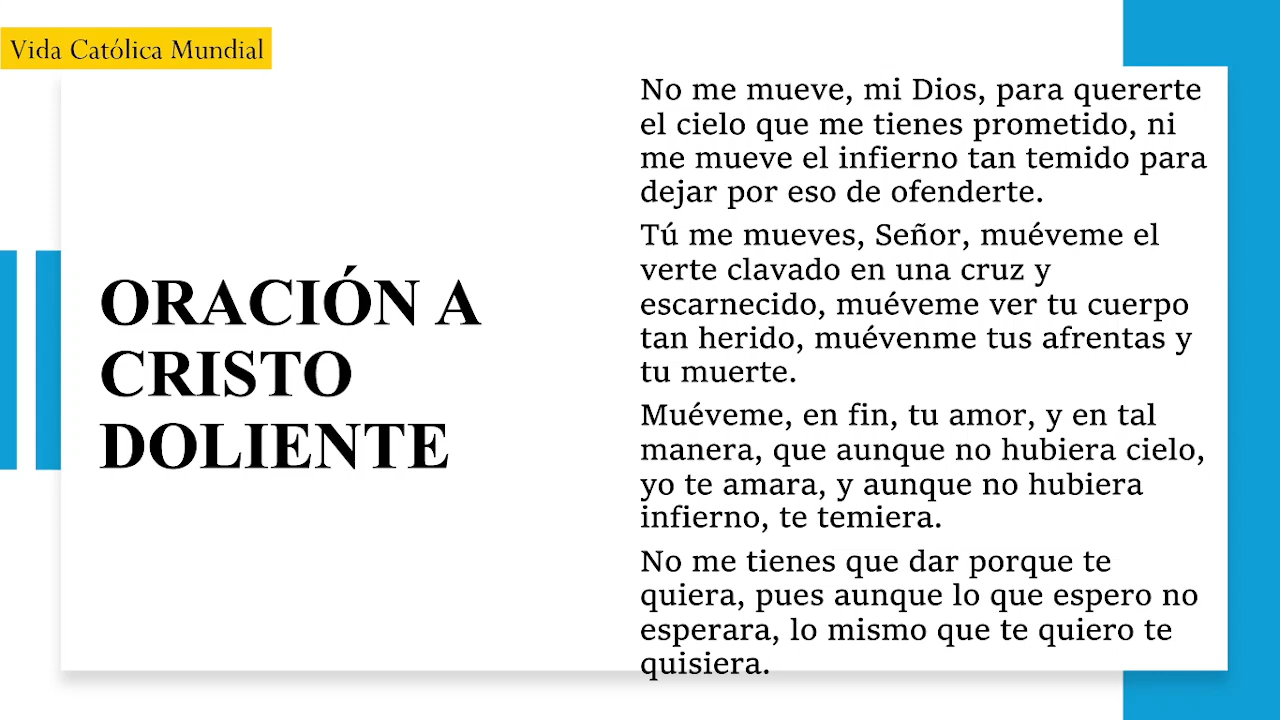 Vida Católica Mundial
ORACIÓN A
CRISTO
DOLIENTE
No me mueve, mi Dios, para quererte
el cielo que me tienes prometido, ni
me mueve el infierno tan temido para
dejar por eso de ofenderte.
Tú me mueves, Señor, muéveme el
verte clavado en una cruz y
escarnecido, muéveme ver tu cuerpo
tan herido, muévenme tus afrentas y
tu muerte.
Muéveme, en fin, tu amor, y en tal
manera, que aunque no hubiera cielo,
yo te amara, y aunque no hubiera
infierno, te temiera.
No me tienes que dar porque te
quiera, pues aunque lo que espero no
esperara, lo mismo que te quiero te
quisiera.